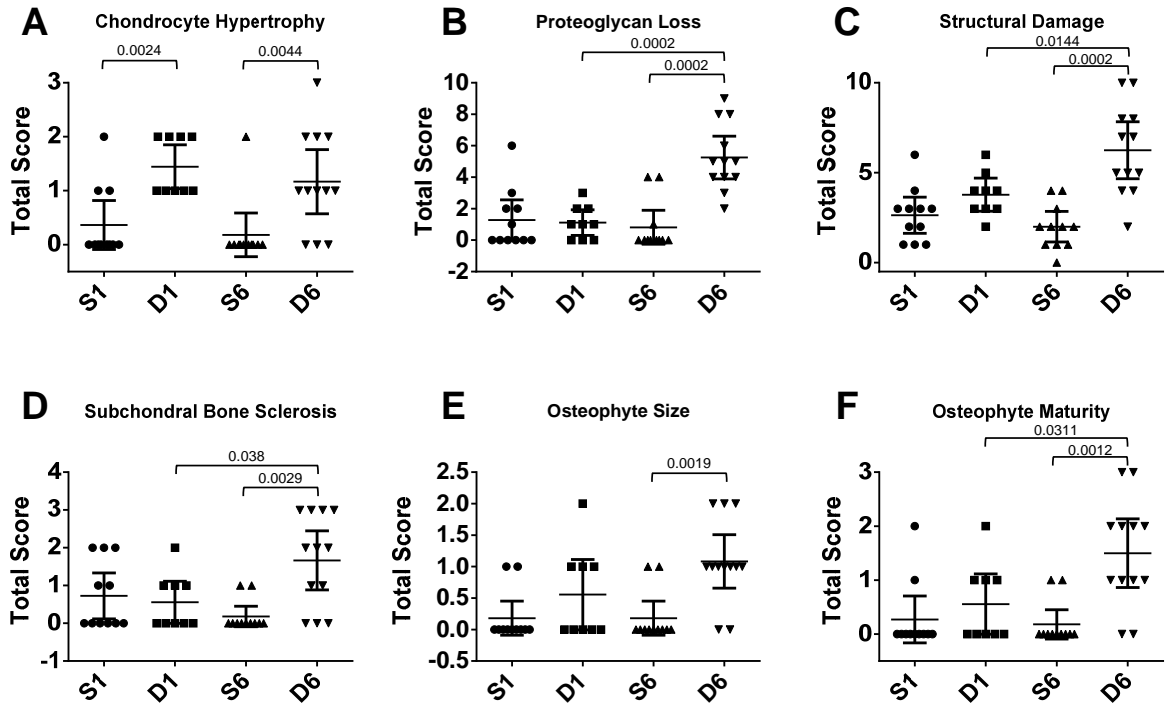 A Chondrocyte Hypertrophy
0.0024
0.0044
Total Score
3
2
1
0
S1 D1 S6 D6
B Proteoglycan Loss
0.0002
0.0002
Total Score
10
8
6
4
2
0
-2
S1 D1 S6 D6
C Structural Damage
0.0144
0.0002
Total Score
10
5
0
S1 D1 S6 D6
D Subchondral Bone Sclerosis
0.038
0.0029
Total Score
4
3
2
1
0
-1
S1 D1 S6 D6
E Osteophyte Size
0.0019
Total Score
2.5
2.0
1.5
1.0
0.5
0.0
-0.5
S1 D1 S6 D6
F Osteophyte Maturity
0.0311
0.0012
Total Score
3
2
1
0
S1 D1 S6 D6